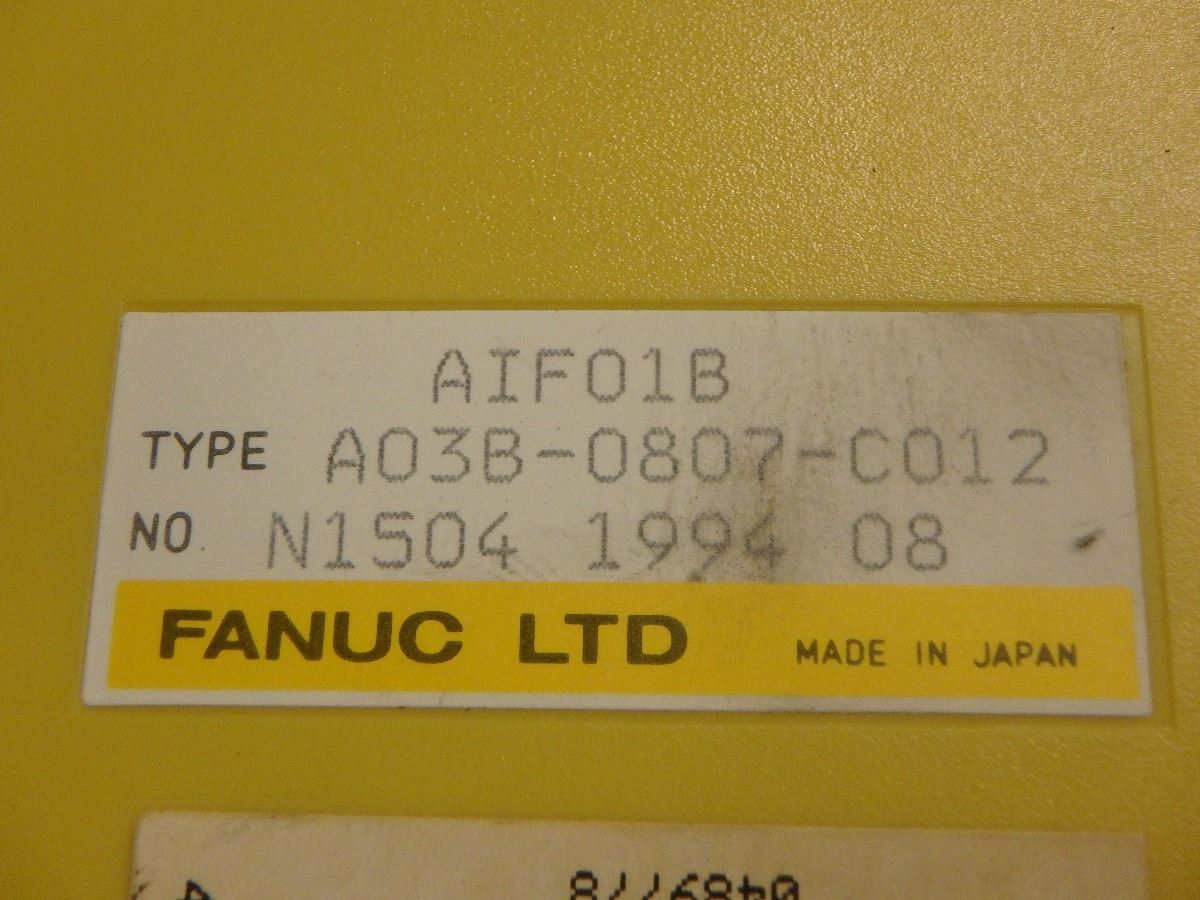 AIF01B
TYPE A03B-0807-C012
NO. N1504 1994 08
FANUC LTD MADE IN JAPAN